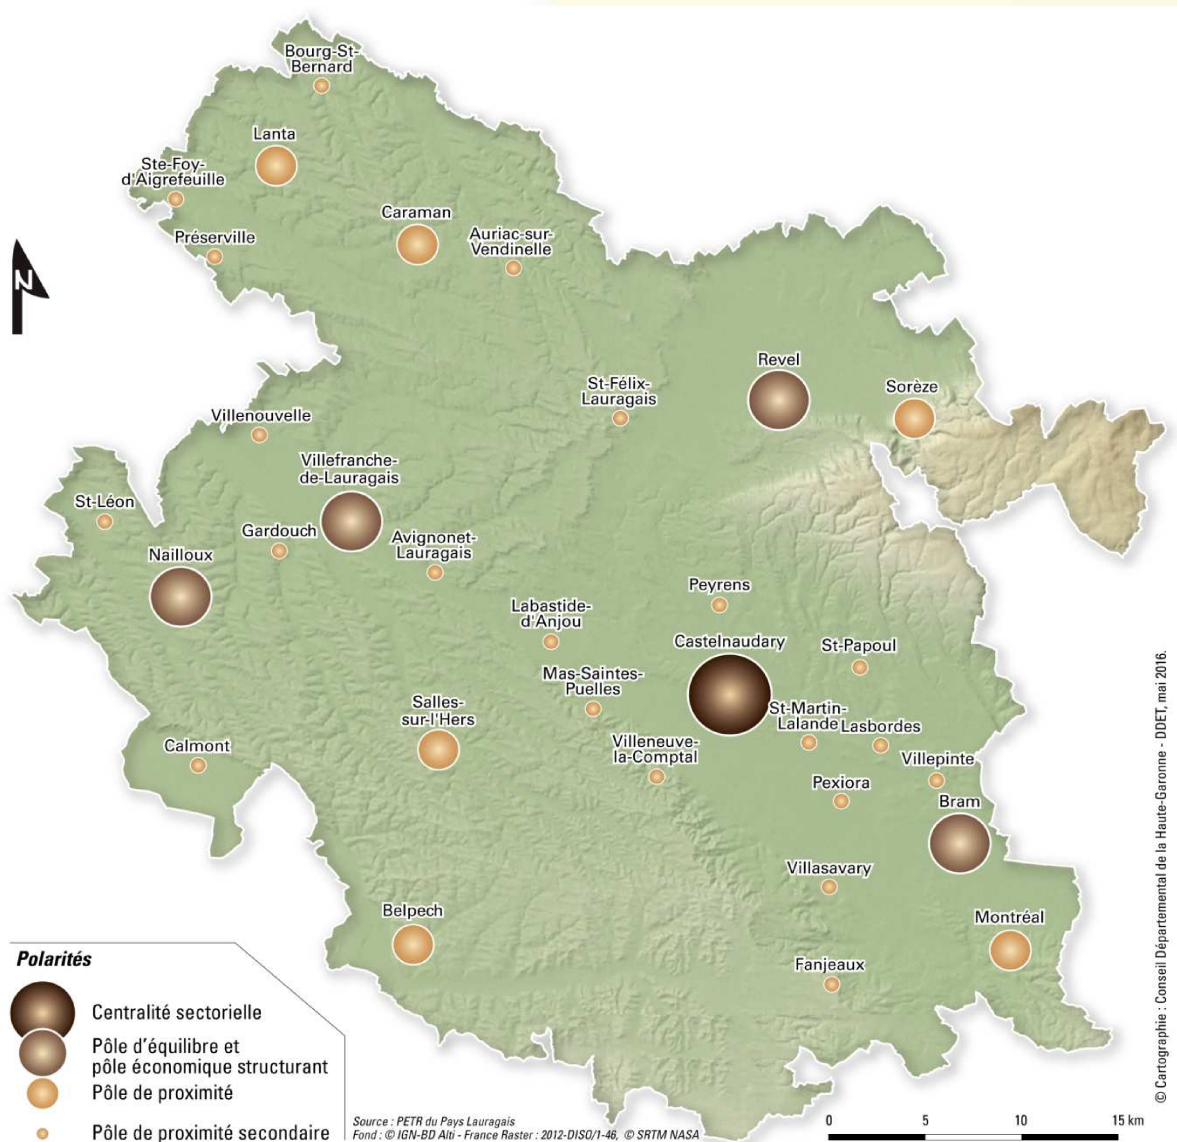 Bourg-St-
Bernard
Lanta
Ste-Foy-
d'Aigrefeuille
Caraman
Préserville
Auriac-sur-
Vendinelle
N
Revel
St-Félix-
Lauragais
Sorèze
Villenouvelle
Villefranche-
de-Lauragais
St-Léon
Gardouch
Avignonet-
Lauragais
Nailloux
Peyrens
Labastide-
d'Anjou
Castelnaudary
St-Papoul
Mas-Saintes-
Puelles
Salles-
sur-l'Hers
St-Martin-
Lalande
Lasbordes
Calmont
Villeneuve-
la-Comptal
Villepinte
Pexiora
Bram
Villasavary
Belpech
Montréal
Fanjeaux
Polarités
Centralité sectorielle
Pôle d'équilibre et
pôle économique structurant
Pôle de proximité
Pôle de proximité secondaire
Source : PETR du Pays Lauragais
Fond : © IGN-BD Alti - France Raster : 2012-DISO/1-46, © SRTM NASA
0 5 10 15 km
© Cartographie : Conseil Départemental de la Haute-Garonne - DDET, mai 2016.